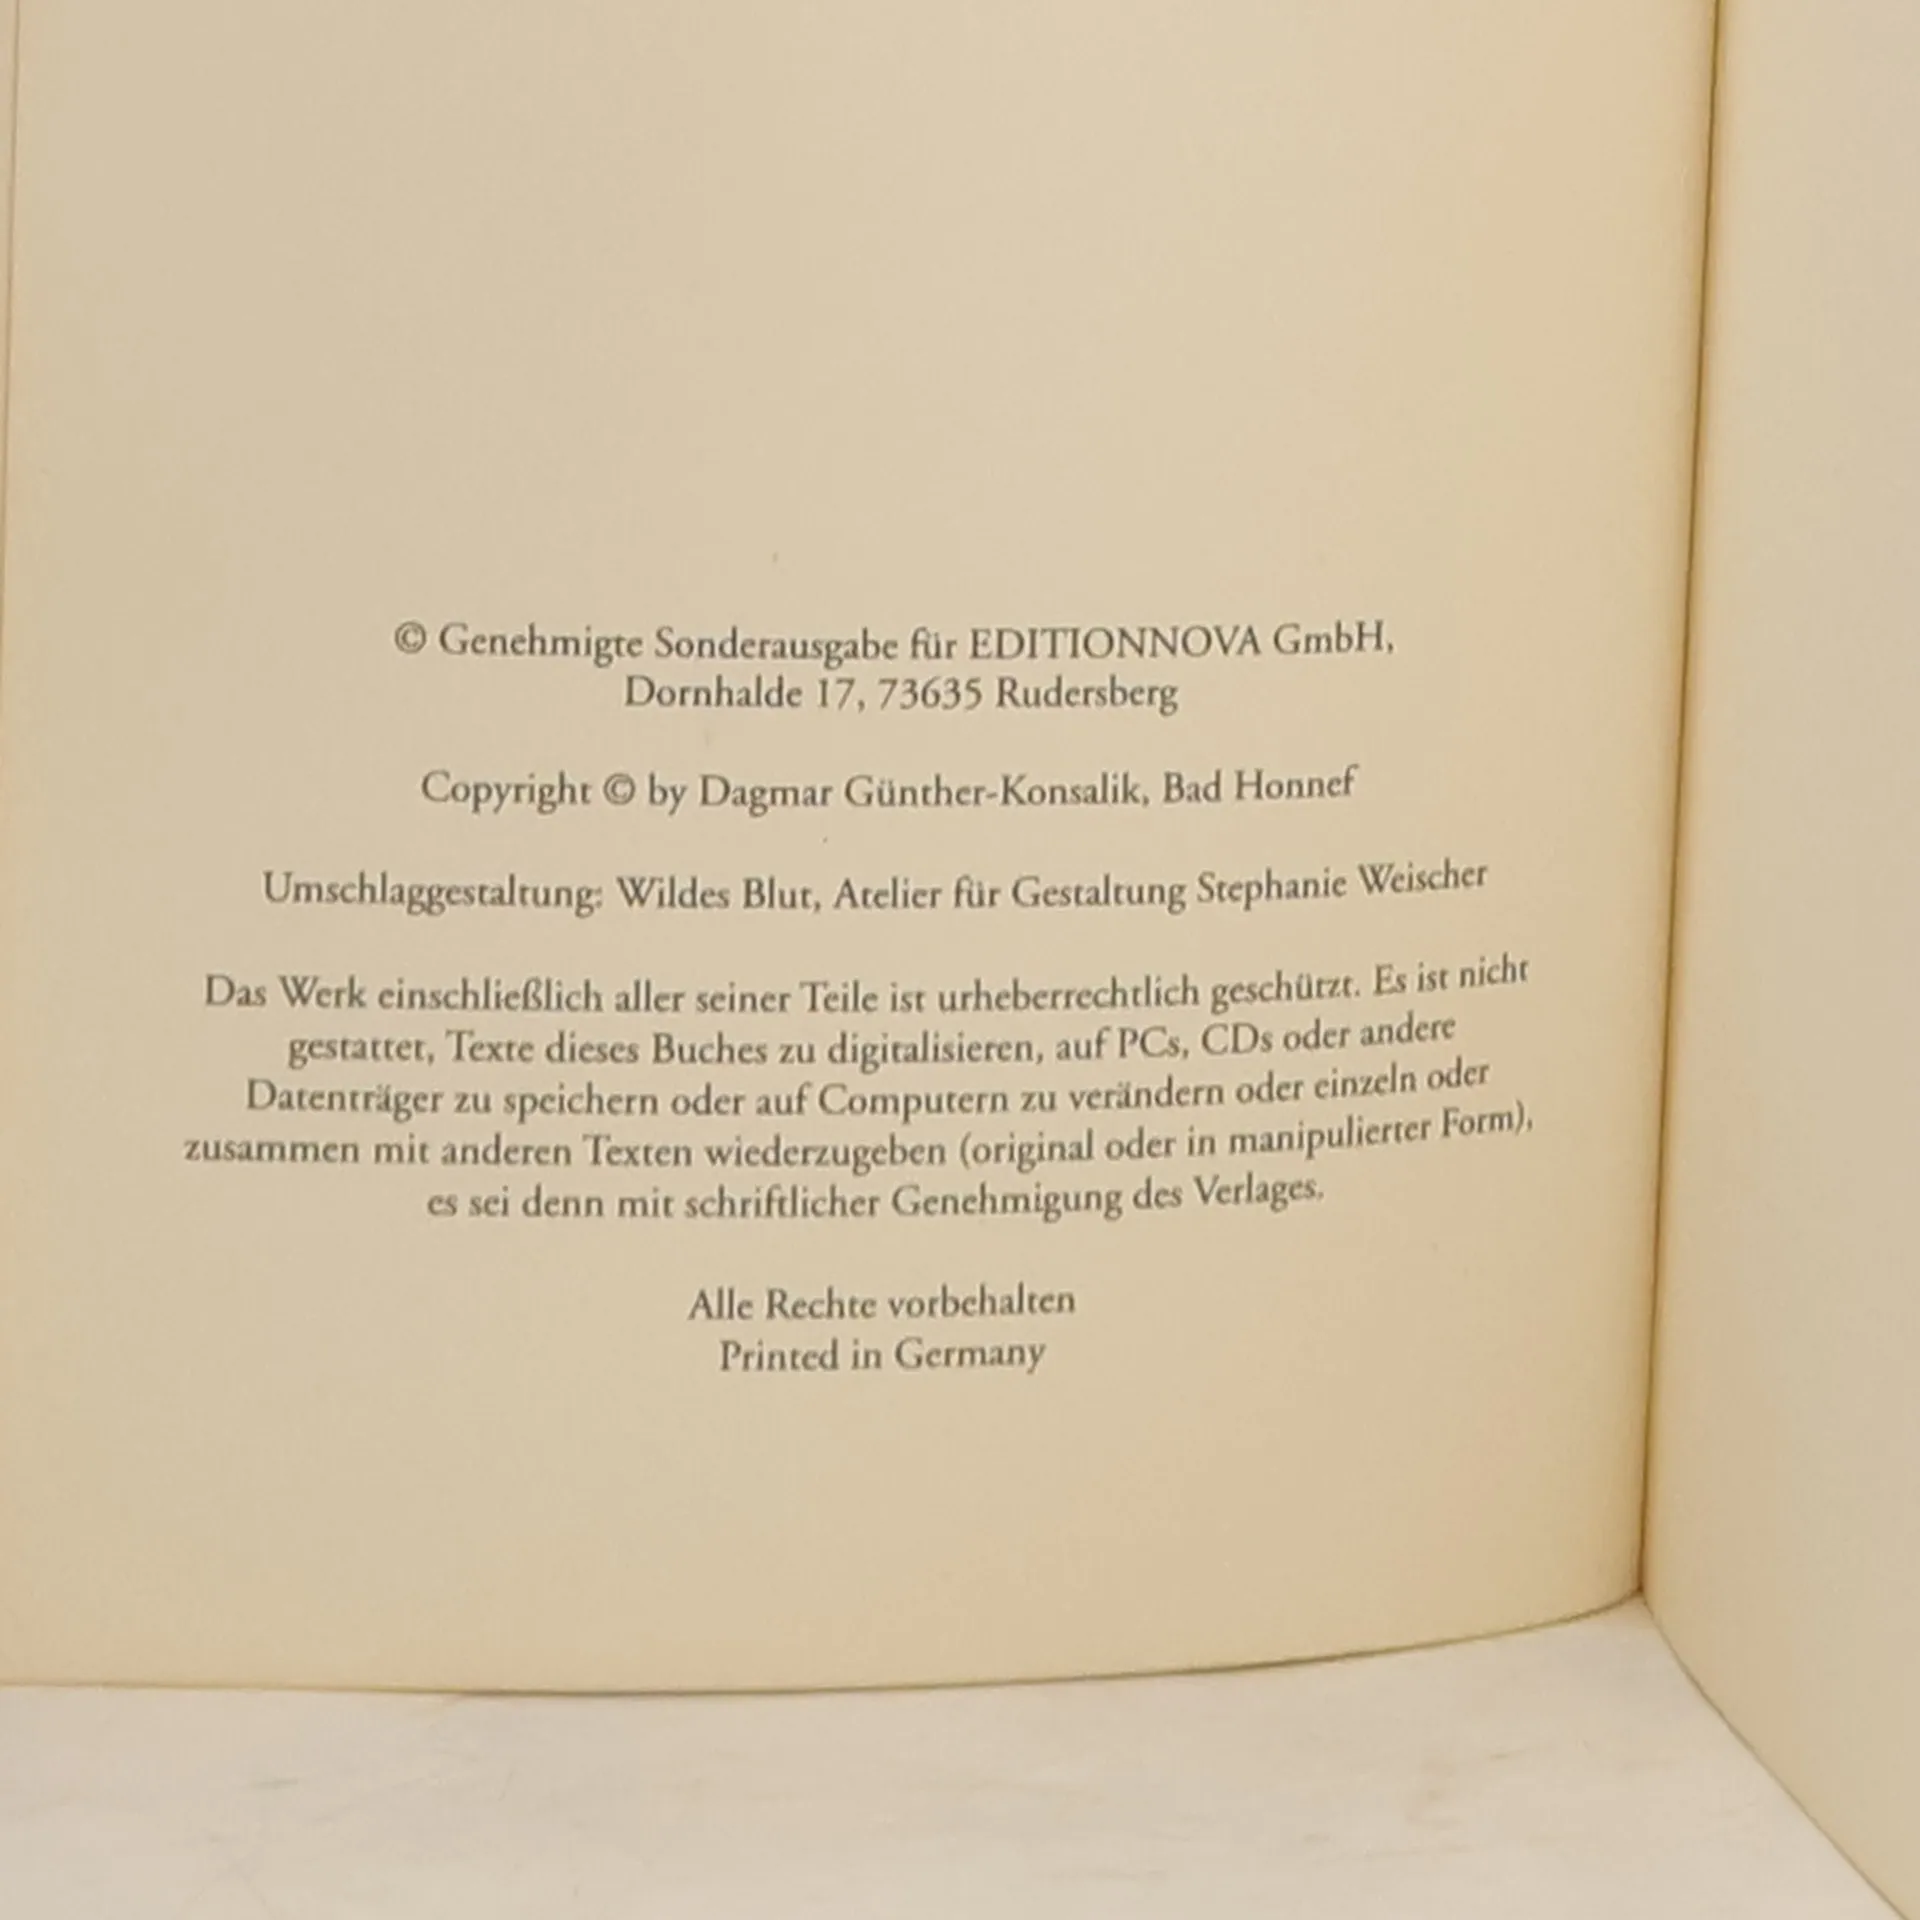 © Genehmigte Sonderausgabe für EDITIONNOVA GmbH,
Dornhalde 17, 73635 Rudersberg
Copyright © by Dagmar Günther-Konsalik, Bad Honnef
Umschlaggestaltung: Wildes Blut, Atelier für Gestaltung Stephanie Weischer
Das Werk einschließlich aller seiner Teile ist urheberrechtlich geschützt. Es ist nicht
gestattet, Texte dieses Buches zu digitalisieren, auf PCs, CDs oder andere
Datenträger zu speichern oder auf Computern zu verändern oder einzeln oder
zusammen mit anderen Texten wiederzugeben (original oder in manipulierter Form),
es sei denn mit schriftlicher Genehmigung des Verlages.
Alle Rechte vorbehalten
Printed in Germany